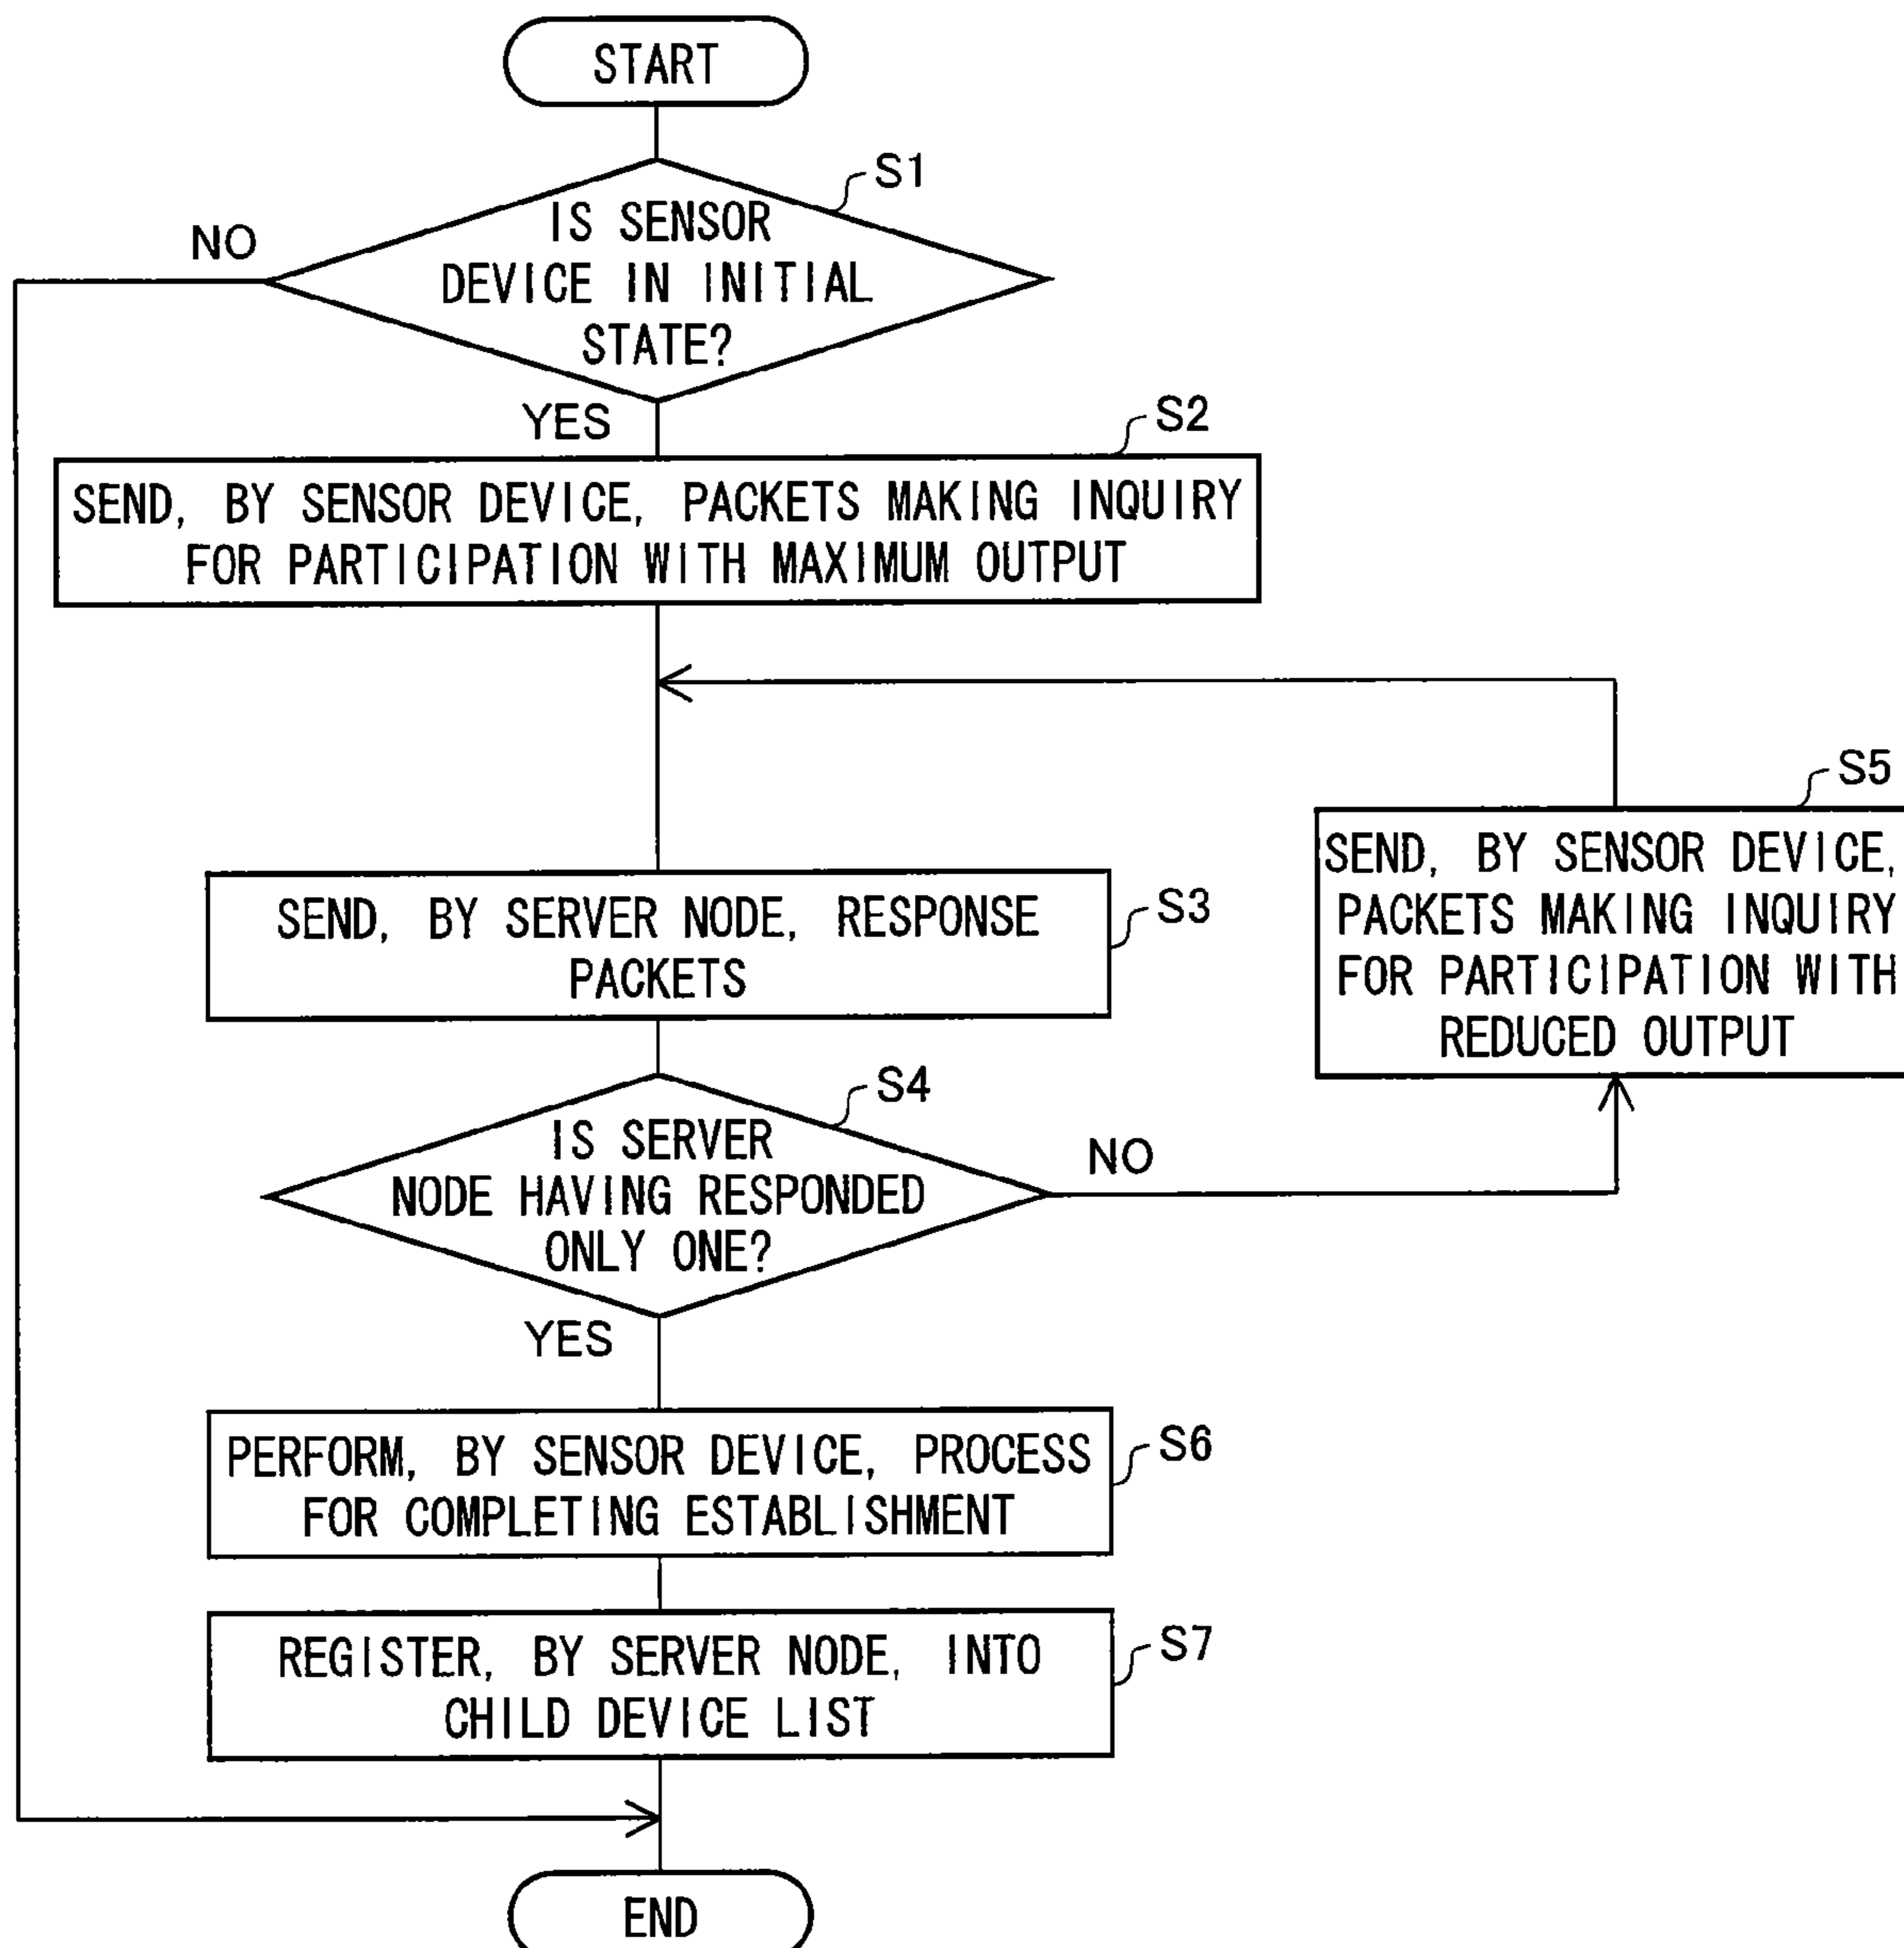 START
S1
IS SENSOR
DEVICE IN INITIAL
STATE?
NO
YES
S2
SEND, BY SENSOR DEVICE, PACKETS MAKING INQUIRY
FOR PARTICIPATION WITH MAXIMUM OUTPUT
S5
SEND, BY SENSOR DEVICE,
PACKETS MAKING INQUIRY
FOR PARTICIPATION WITH
REDUCED OUTPUT
S3
SEND, BY SERVER NODE, RESPONSE
PACKETS
S4
IS SERVER
NODE HAVING RESPONDED
ONLY ONE?
NO
YES
S6
PERFORM, BY SENSOR DEVICE, PROCESS
FOR COMPLETING ESTABLISHMENT
S7
REGISTER, BY SERVER NODE, INTO
CHILD DEVICE LIST
END